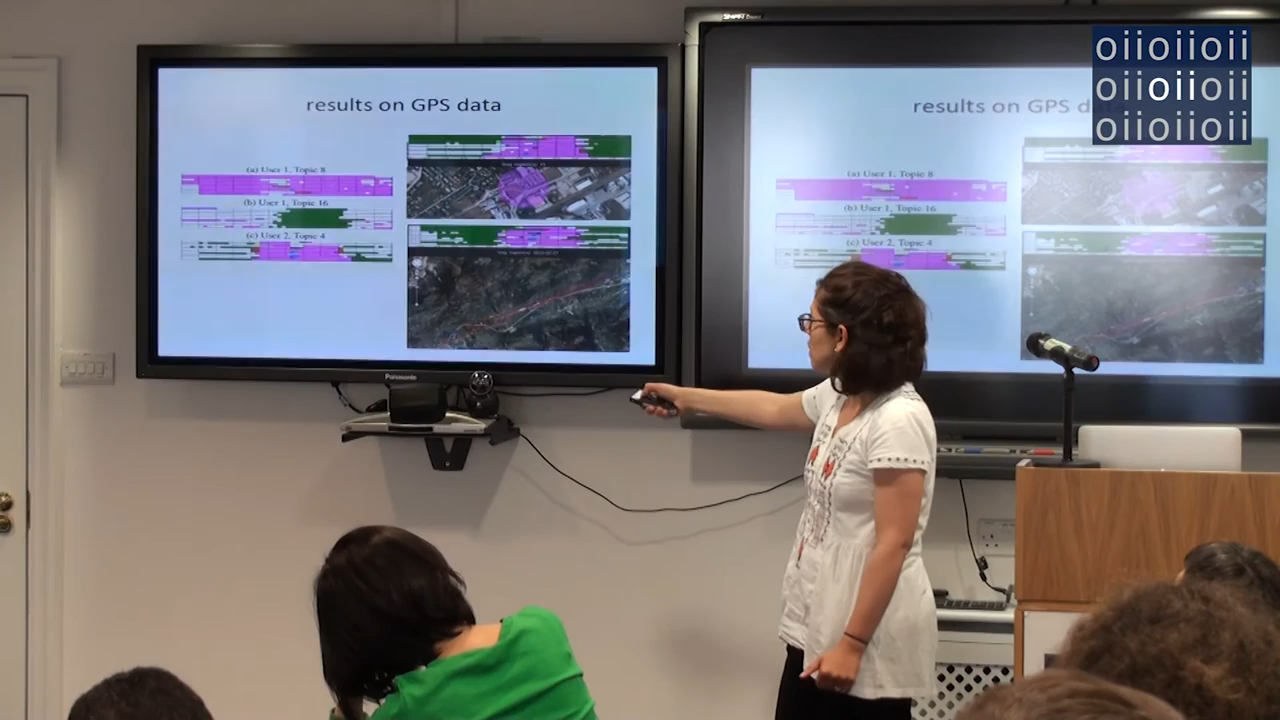 results on GPS data
(a) User 1, Topic 8
(b) User 1, Topic 16
(c) User 2, Topic 4
Panasonic
results on GPS
(a) User 1, Topic 8
(b) User 1, Topic 16
(c) User 2, Topic 4
oiioiioii
oiioiioii
oiioiioii